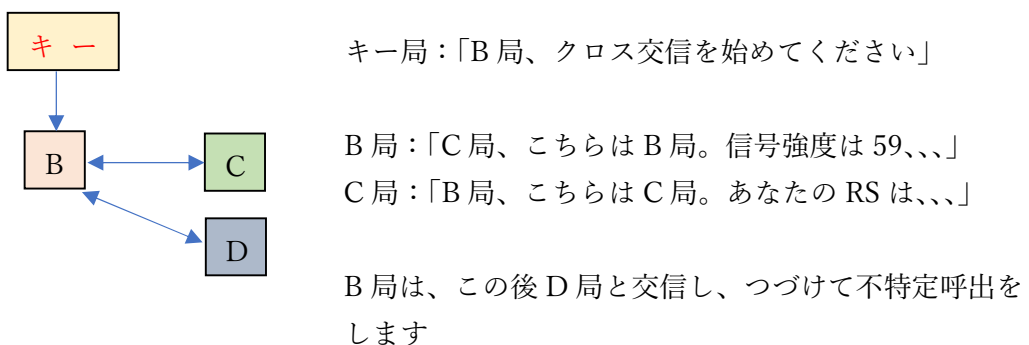 キー
キー局：「B 局、クロス交信を始めてください」
B
C
D
B 局：「C 局、こちらは B 局。信号強度は 59、、、」
C 局：「B 局、こちらは C 局。あなたの RS は、、、」
B 局は、この後 D 局と交信し、つづけて不特定呼出を
します